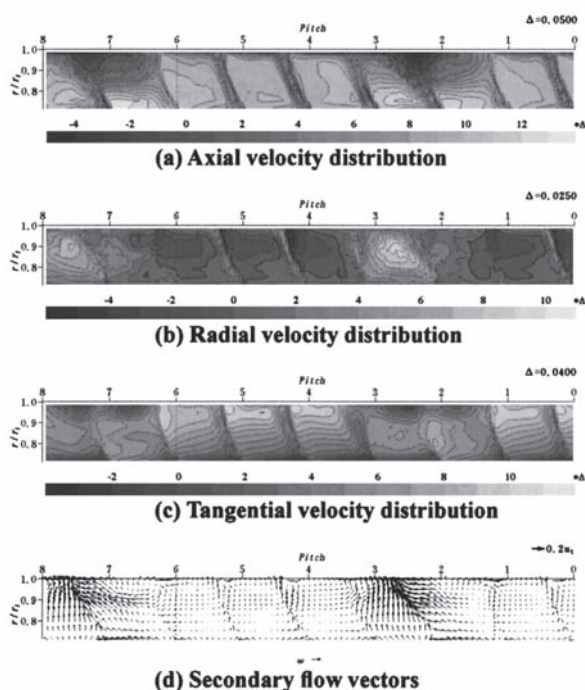 Δ=0.0500
Pitch
8 7 6 5 4 3 2 1 0
1.0
0.9
0.8
r/rt
-4 -2 0 2 4 6 8 10 12 *Δ
(a) Axial velocity distribution
Δ=0.0250
Pitch
8 7 6 5 4 3 2 1 0
1.0
0.9
0.8
r/rt
-4 -2 0 2 4 6 8 10 *Δ
(b) Radial velocity distribution
Δ=0.0400
Pitch
8 7 6 5 4 3 2 1 0
1.0
0.9
0.8
r/rt
-2 0 2 4 6 8 10 *Δ
(c) Tangential velocity distribution
→0.2ut
Pitch
8 7 6 5 4 3 2 1 0
1.0
0.9
0.8
r/rt
→
(d) Secondary flow vectors